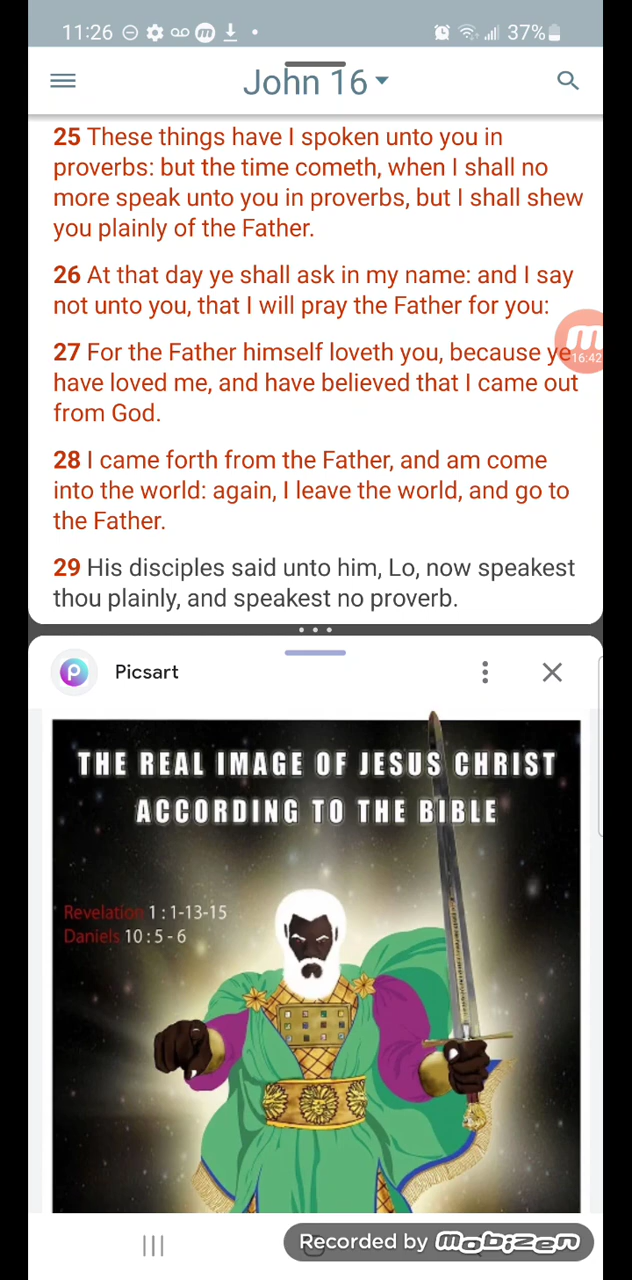 11:26
37%
John 16
25 These things have I spoken unto you in
proverbs: but the time cometh, when I shall no
more speak unto you in proverbs, but I shall shew
you plainly of the Father.
26 At that day ye shall ask in my name: and I say
not unto you, that I will pray the Father for you:
27 For the Father himself loveth you, because ye
have loved me, and have believed that I came out
from God.
16:42
28 I came forth from the Father, and am come
into the world: again, I leave the world, and go to
the Father.
29 His disciples said unto him, Lo, now speakest
thou plainly, and speakest no proverb.
Picsart
THE REAL IMAGE OF JESUS CHRIST
ACCORDING TO THE BIBLE
Revelation 1 : 1-13-15
Daniels 10 : 5 - 6
Recorded by mobizen